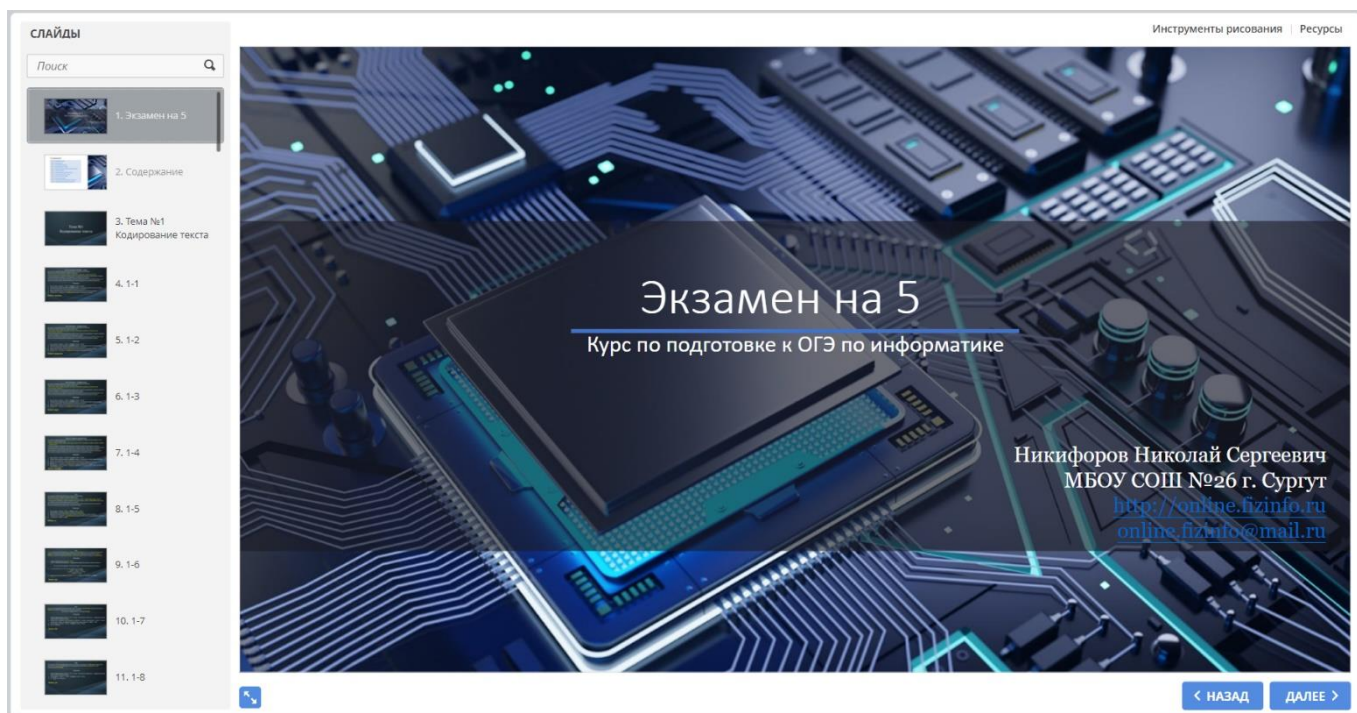 СЛАЙДЫ
Поиск
1. Экзамен на 5
2. Содержание
3. Тема №1
Кодирование текста
4. 1-1
5. 1-2
6. 1-3
7. 1-4
8. 1-5
9. 1-6
10. 1-7
11. 1-8
Инструменты рисования
Ресурсы
Экзамен на 5
Курс по подготовке к ОГЭ по информатике
Никифоров Николай Сергеевич
МБОУ СОШ №26 г. Сургут
http://online.fizinfo.ru
online.fizinfo@mail.ru
НАЗАД
ДАЛЕЕ